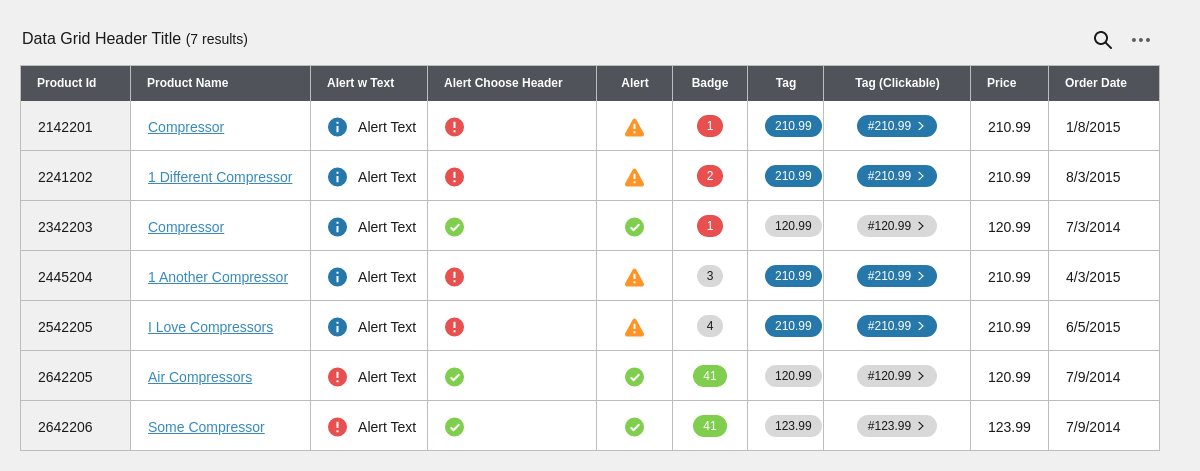 Data Grid Header Title (7 results)
Product Id Product Name Alert w Text Alert Choose Header Alert Badge Tag Tag (Clickable) Price Order Date
2142201 Compressor Alert Text 1 210.99 #210.99 210.99 1/8/2015
2241202 1 Different Compressor Alert Text 2 210.99 #210.99 210.99 8/3/2015
2342203 Compressor Alert Text 1 120.99 #120.99 120.99 7/3/2014
2445204 1 Another Compressor Alert Text 3 210.99 #210.99 210.99 4/3/2015
2542205 I Love Compressors Alert Text 4 210.99 #210.99 210.99 6/5/2015
2642205 Air Compressors Alert Text 41 120.99 #120.99 120.99 7/9/2014
2642206 Some Compressor Alert Text 41 123.99 #123.99 123.99 7/9/2014